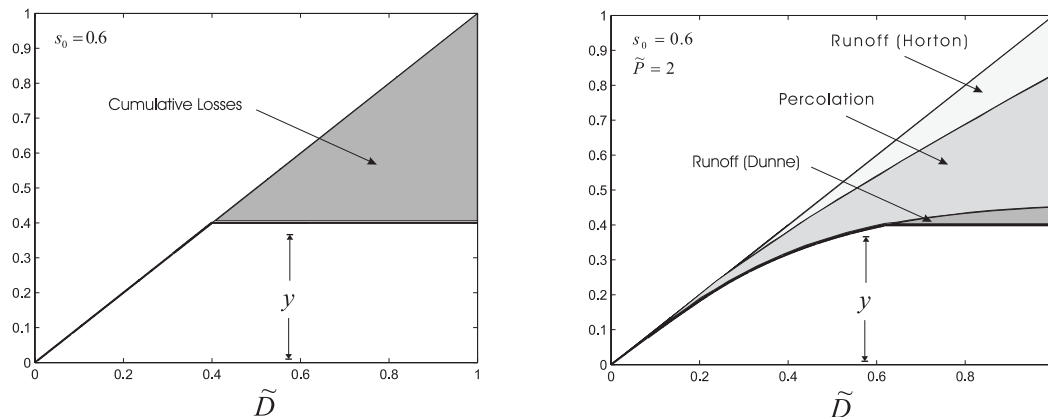 1
0.9
0.8
0.7
0.6
0.5
0.4
0.3
0.2
0.1
0
s₀ = 0.6
Cumulative Losses
y
0 0.2 0.4 0.6 0.8 1
D̃
1
0.9
0.8
0.7
0.6
0.5
0.4
0.3
0.2
0.1
0
s₀ = 0.6
P̃ = 2
Runoff (Horton)
Percolation
Runoff (Dunne)
y
0 0.2 0.4 0.6 0.8
D̃